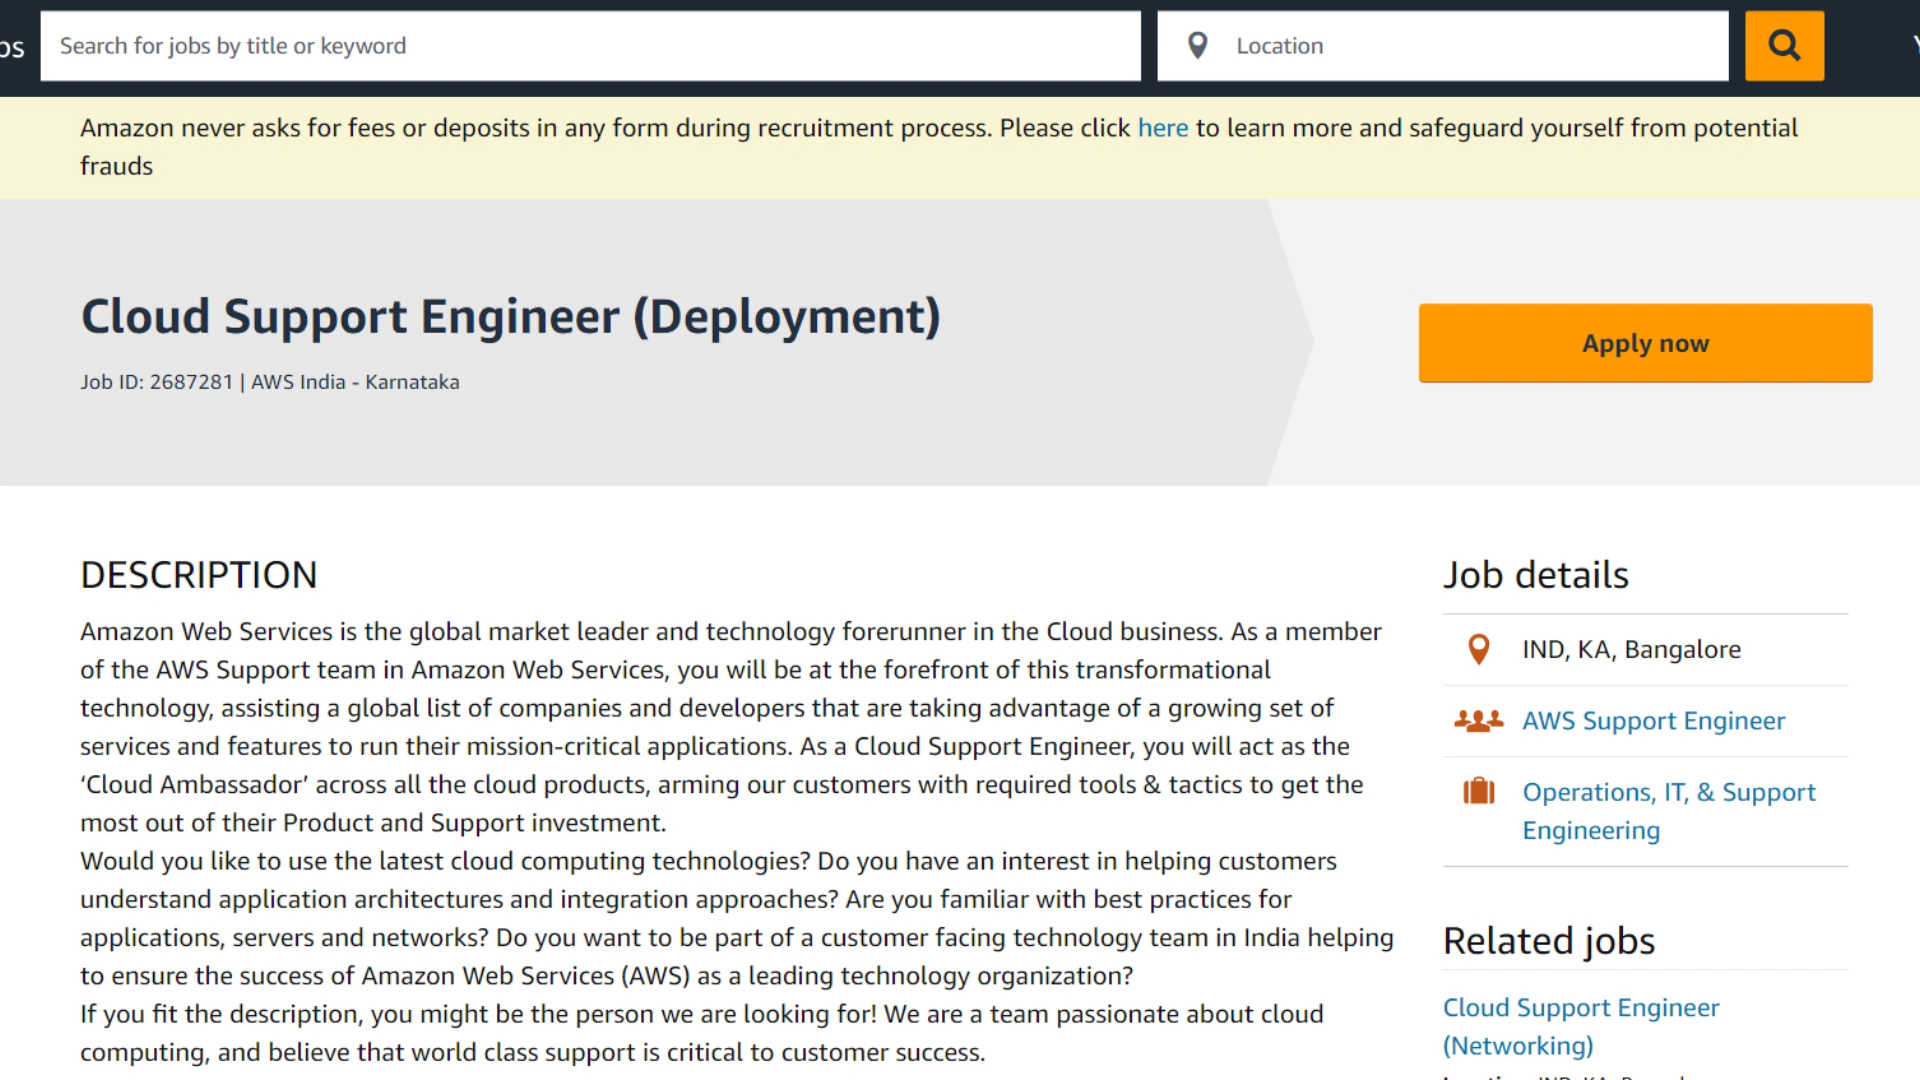 Search for jobs by title or keyword
Location
Amazon never asks for fees or deposits in any form during recruitment process. Please click here to learn more and safeguard yourself from potential
frauds
Cloud Support Engineer (Deployment)
Job ID: 2687281 | AWS India - Karnataka
Apply now
DESCRIPTION
Amazon Web Services is the global market leader and technology forerunner in the Cloud business. As a member
of the AWS Support team in Amazon Web Services, you will be at the forefront of this transformational
technology, assisting a global list of companies and developers that are taking advantage of a growing set of
services and features to run their mission-critical applications. As a Cloud Support Engineer, you will act as the
‘Cloud Ambassador’ across all the cloud products, arming our customers with required tools & tactics to get the
most out of their Product and Support investment.
Would you like to use the latest cloud computing technologies? Do you have an interest in helping customers
understand application architectures and integration approaches? Are you familiar with best practices for
applications, servers and networks? Do you want to be part of a customer facing technology team in India helping
to ensure the success of Amazon Web Services (AWS) as a leading technology organization?
If you fit the description, you might be the person we are looking for! We are a team passionate about cloud
computing, and believe that world class support is critical to customer success.
Job details
IND, KA, Bangalore
AWS Support Engineer
Operations, IT, & Support
Engineering
Related jobs
Cloud Support Engineer
(Networking)